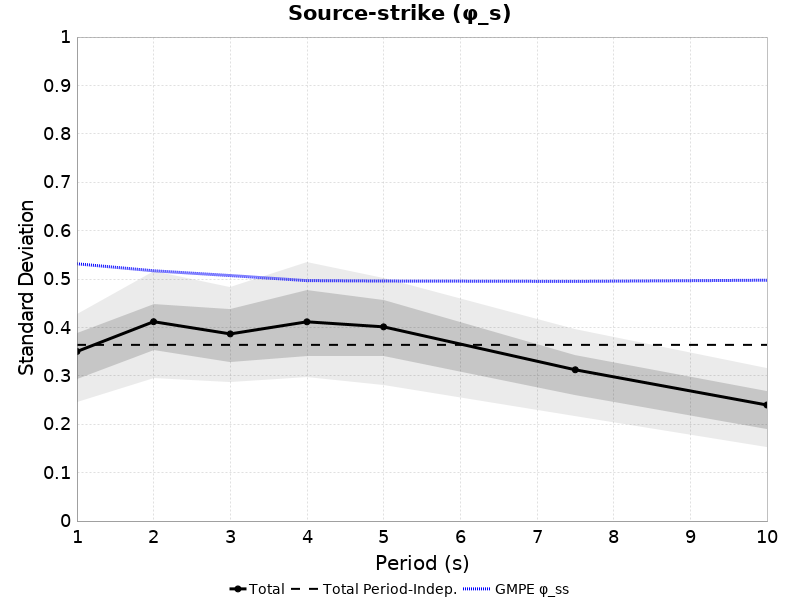 Source-strike (φ_s)
Standard Deviation
1
0.9
0.8
0.7
0.6
0.5
0.4
0.3
0.2
0.1
0
1 2 3 4 5 6 7 8 9 10
Period (s)
Total Total Period-Indep. GMPE φ_ss